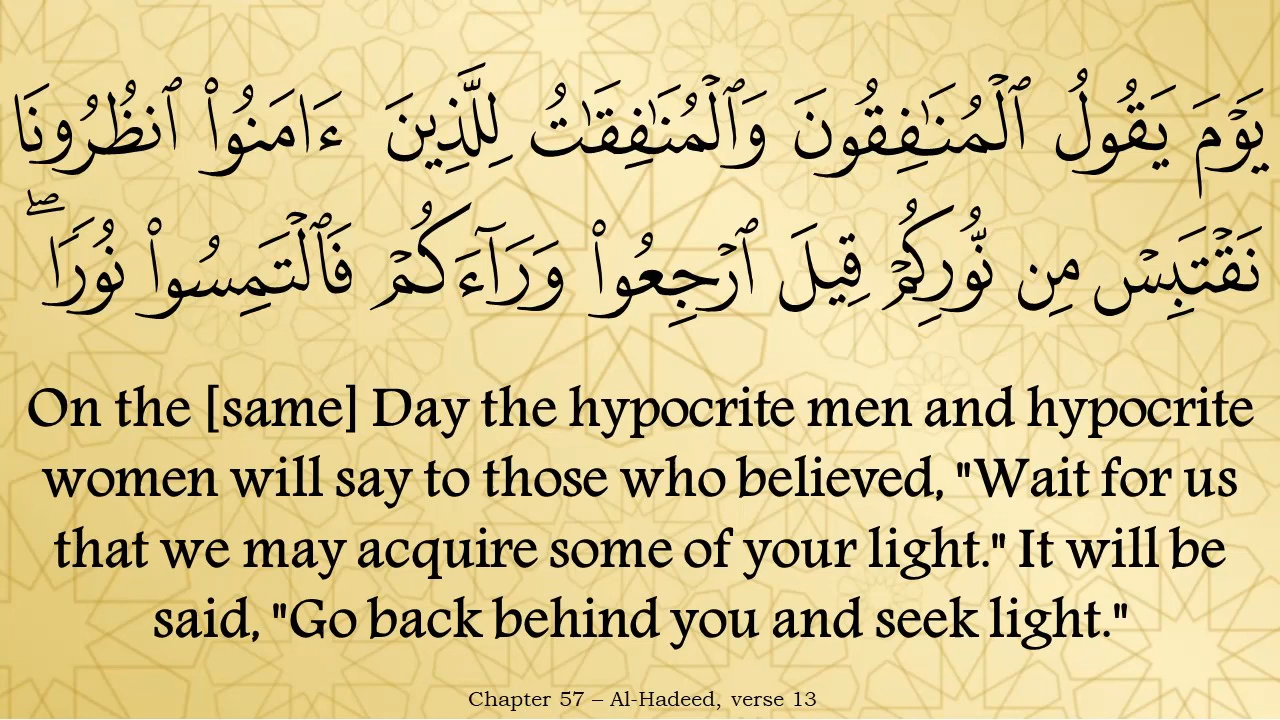 يَوْمَ يَقُولُ ٱلْمُنَـٰفِقُونَ وَٱلْمُنَـٰفِقَـٰتُ لِلَّذِينَ ءَامَنُوا۟ ٱنظُرُونَا
نَقْتَبِسْ مِن نُّورِكُمْ قِيلَ ٱرْجِعُوا۟ وَرَآءَكُمْ فَٱلْتَمِسُوا۟ نُورًا ۖ
On the [same] Day the hypocrite men and hypocrite
women will say to those who believed, "Wait for us
that we may acquire some of your light." It will be
said, "Go back behind you and seek light."
Chapter 57 – Al-Hadeed, verse 13